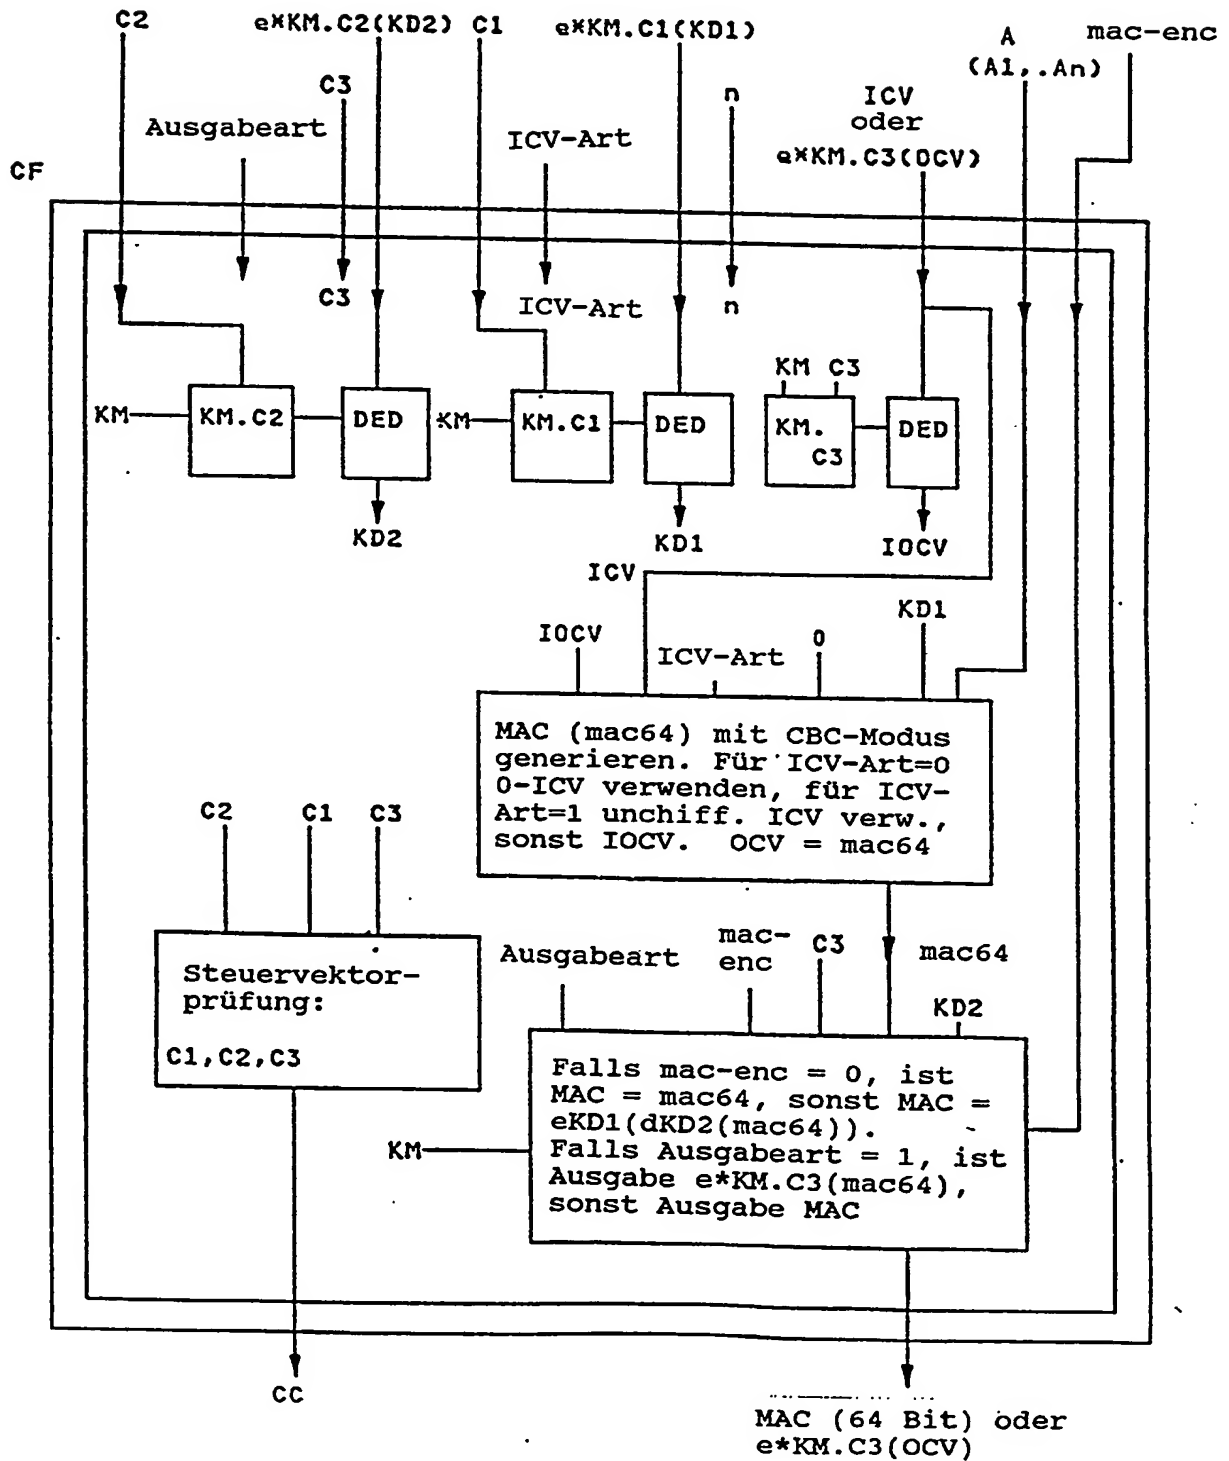 C2
e*KM.C2(KD2)
C1
e*KM.C1(KD1)
A
(A1,.An)
mac-enc
C3
Ausgabeart
ICV-Art
n
ICV
oder
e*KM.C3(OCV)
CF
C3
ICV-Art
n
KM
KM.C2
DED
KM
KM.C1
DED
KM C3
KM.
C3
DED
KD2
KD1
IOCV
ICV
IOCV
ICV-Art
0
KD1
MAC (mac64) mit CBC-Modus
generieren. Für ICV-Art=0
0-ICV verwenden, für ICV-
Art=1 unchiff. ICV verw.,
sonst IOCV. OCV = mac64
C2
C1
C3
Steuervektor-
prüfung:
C1,C2,C3
Ausgabeart
mac-
enc
C3
mac64
KD2
KM
Falls mac-enc = 0, ist
MAC = mac64, sonst MAC =
eKD1(dKD2(mac64)).
Falls Ausgabeart = 1, ist
Ausgabe e*KM.C3(mac64),
sonst Ausgabe MAC
CC
MAC (64 Bit) oder
e*KM.C3(OCV)